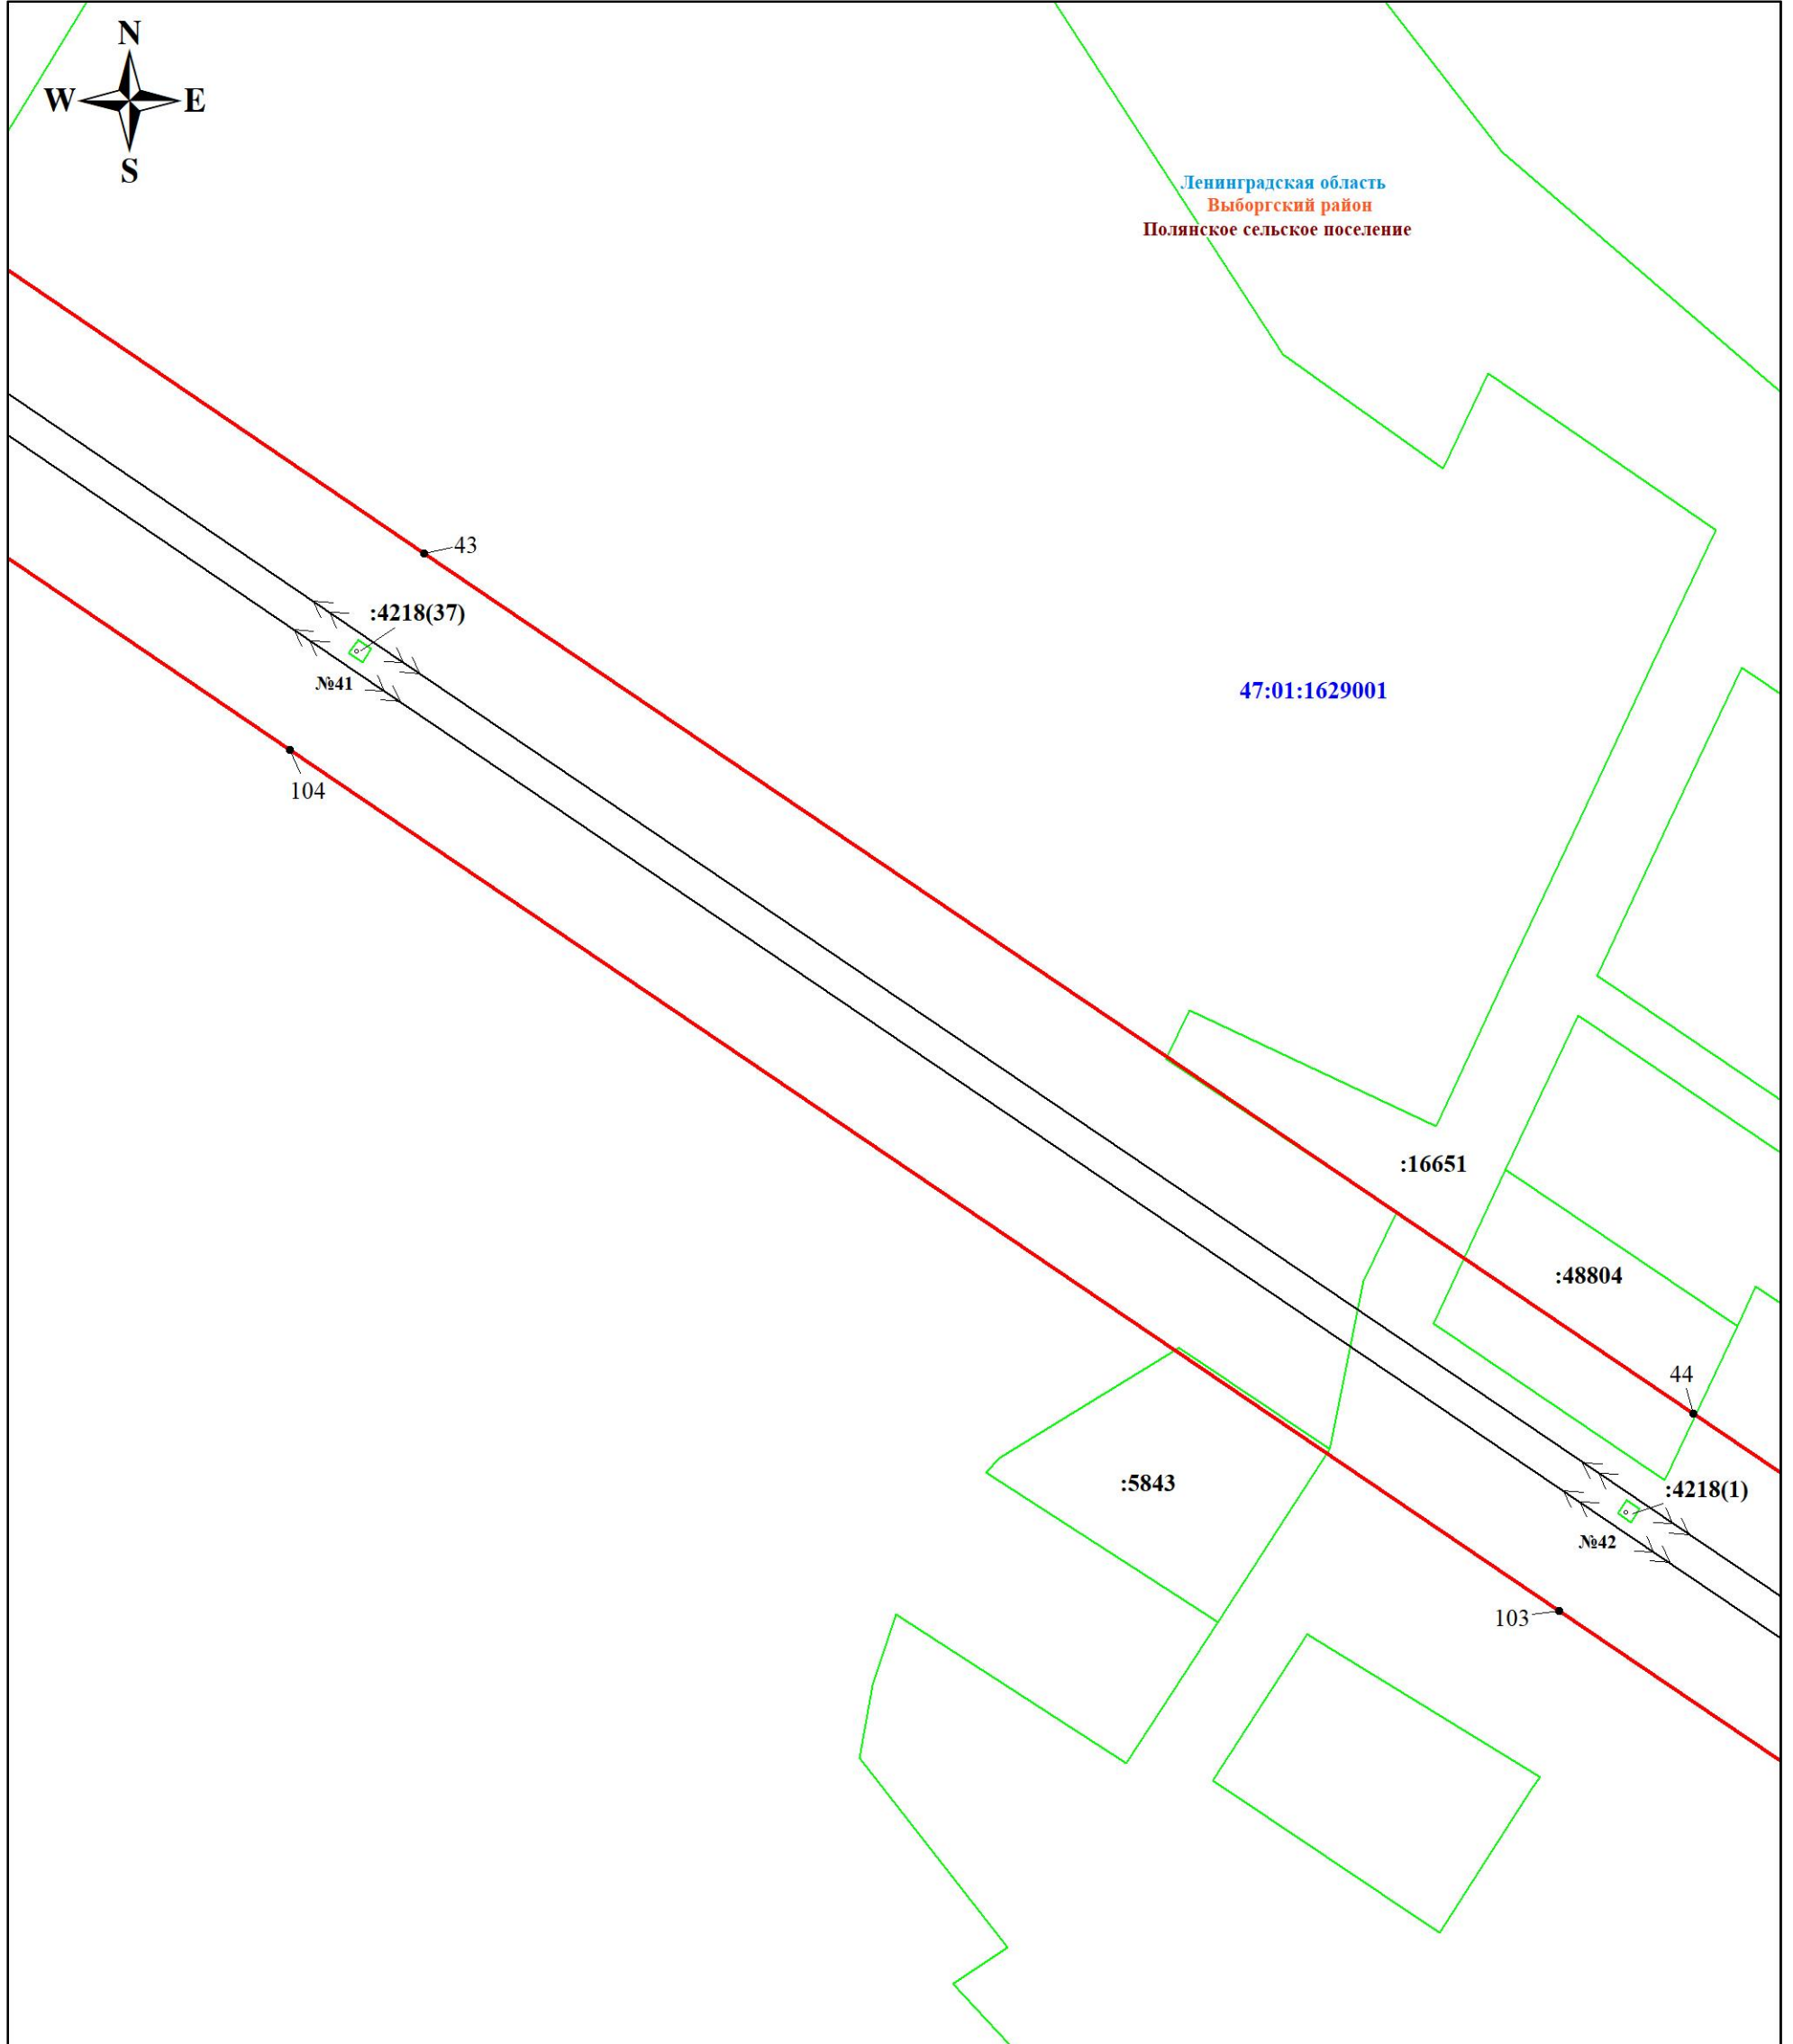 N
W E
S
Ленинградская область
Выборгский район
Полянское сельское поселение
43
:4218(37)
№41
47:01:1629001
104
:16651
:48804
44
:5843
:4218(1)
№42
103